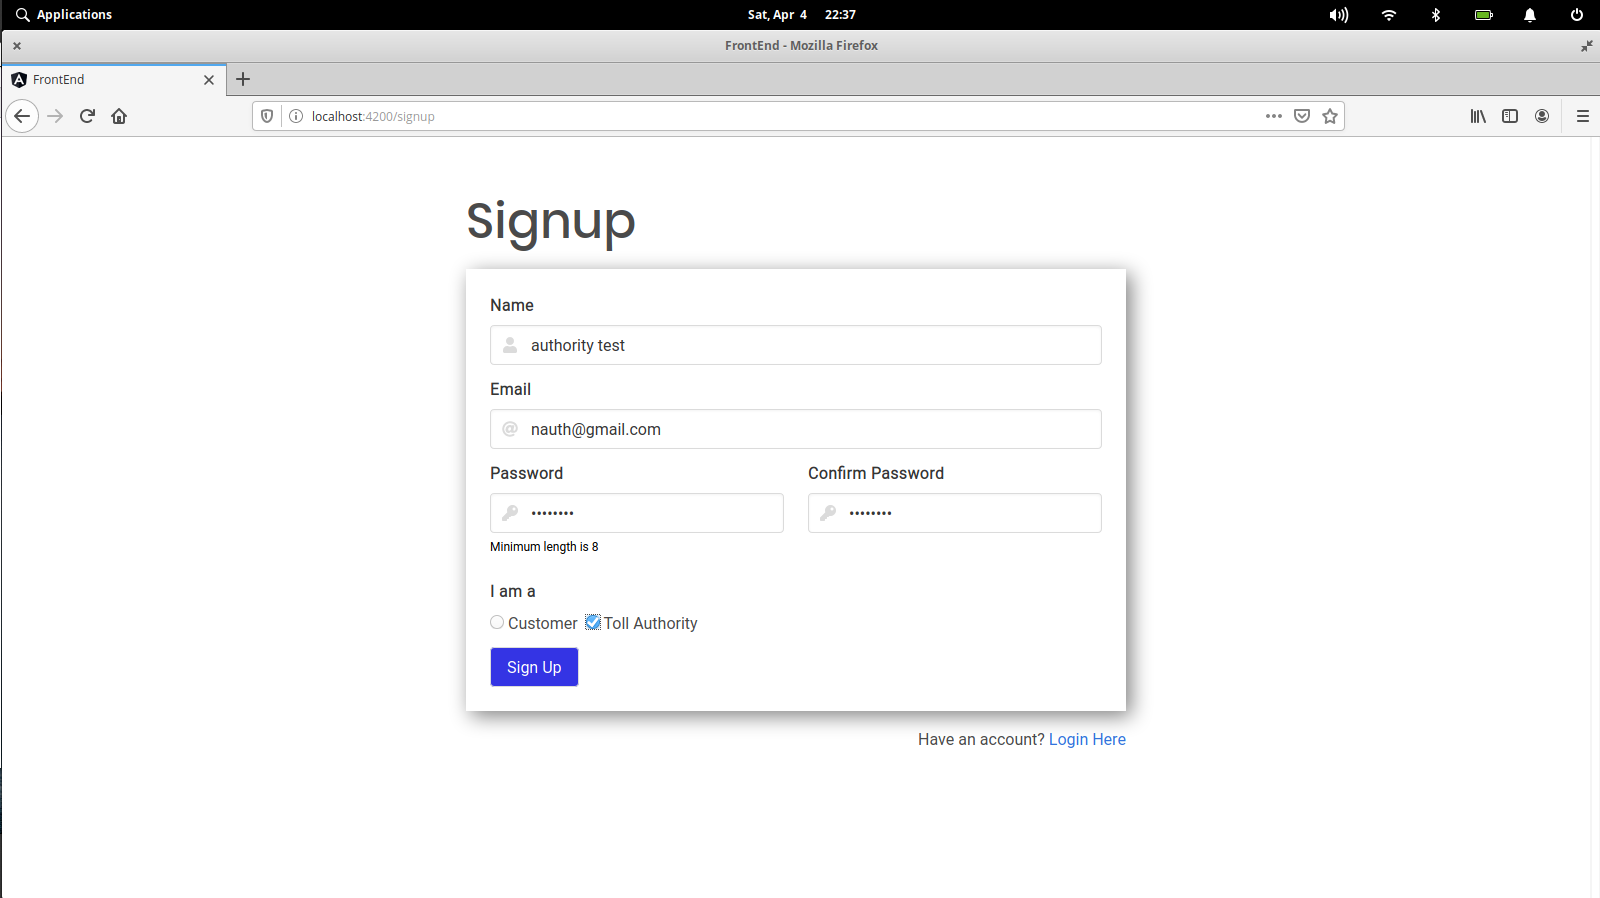 Applications Sat, Apr 4 22:37
FrontEnd - Mozilla Firefox
FrontEnd
localhost:4200/signup
Signup
Name
authority test
Email
nauth@gmail.com
Password Confirm Password
•••••••• ••••••••
Minimum length is 8
I am a
Customer Toll Authority
Sign Up
Have an account? Login Here